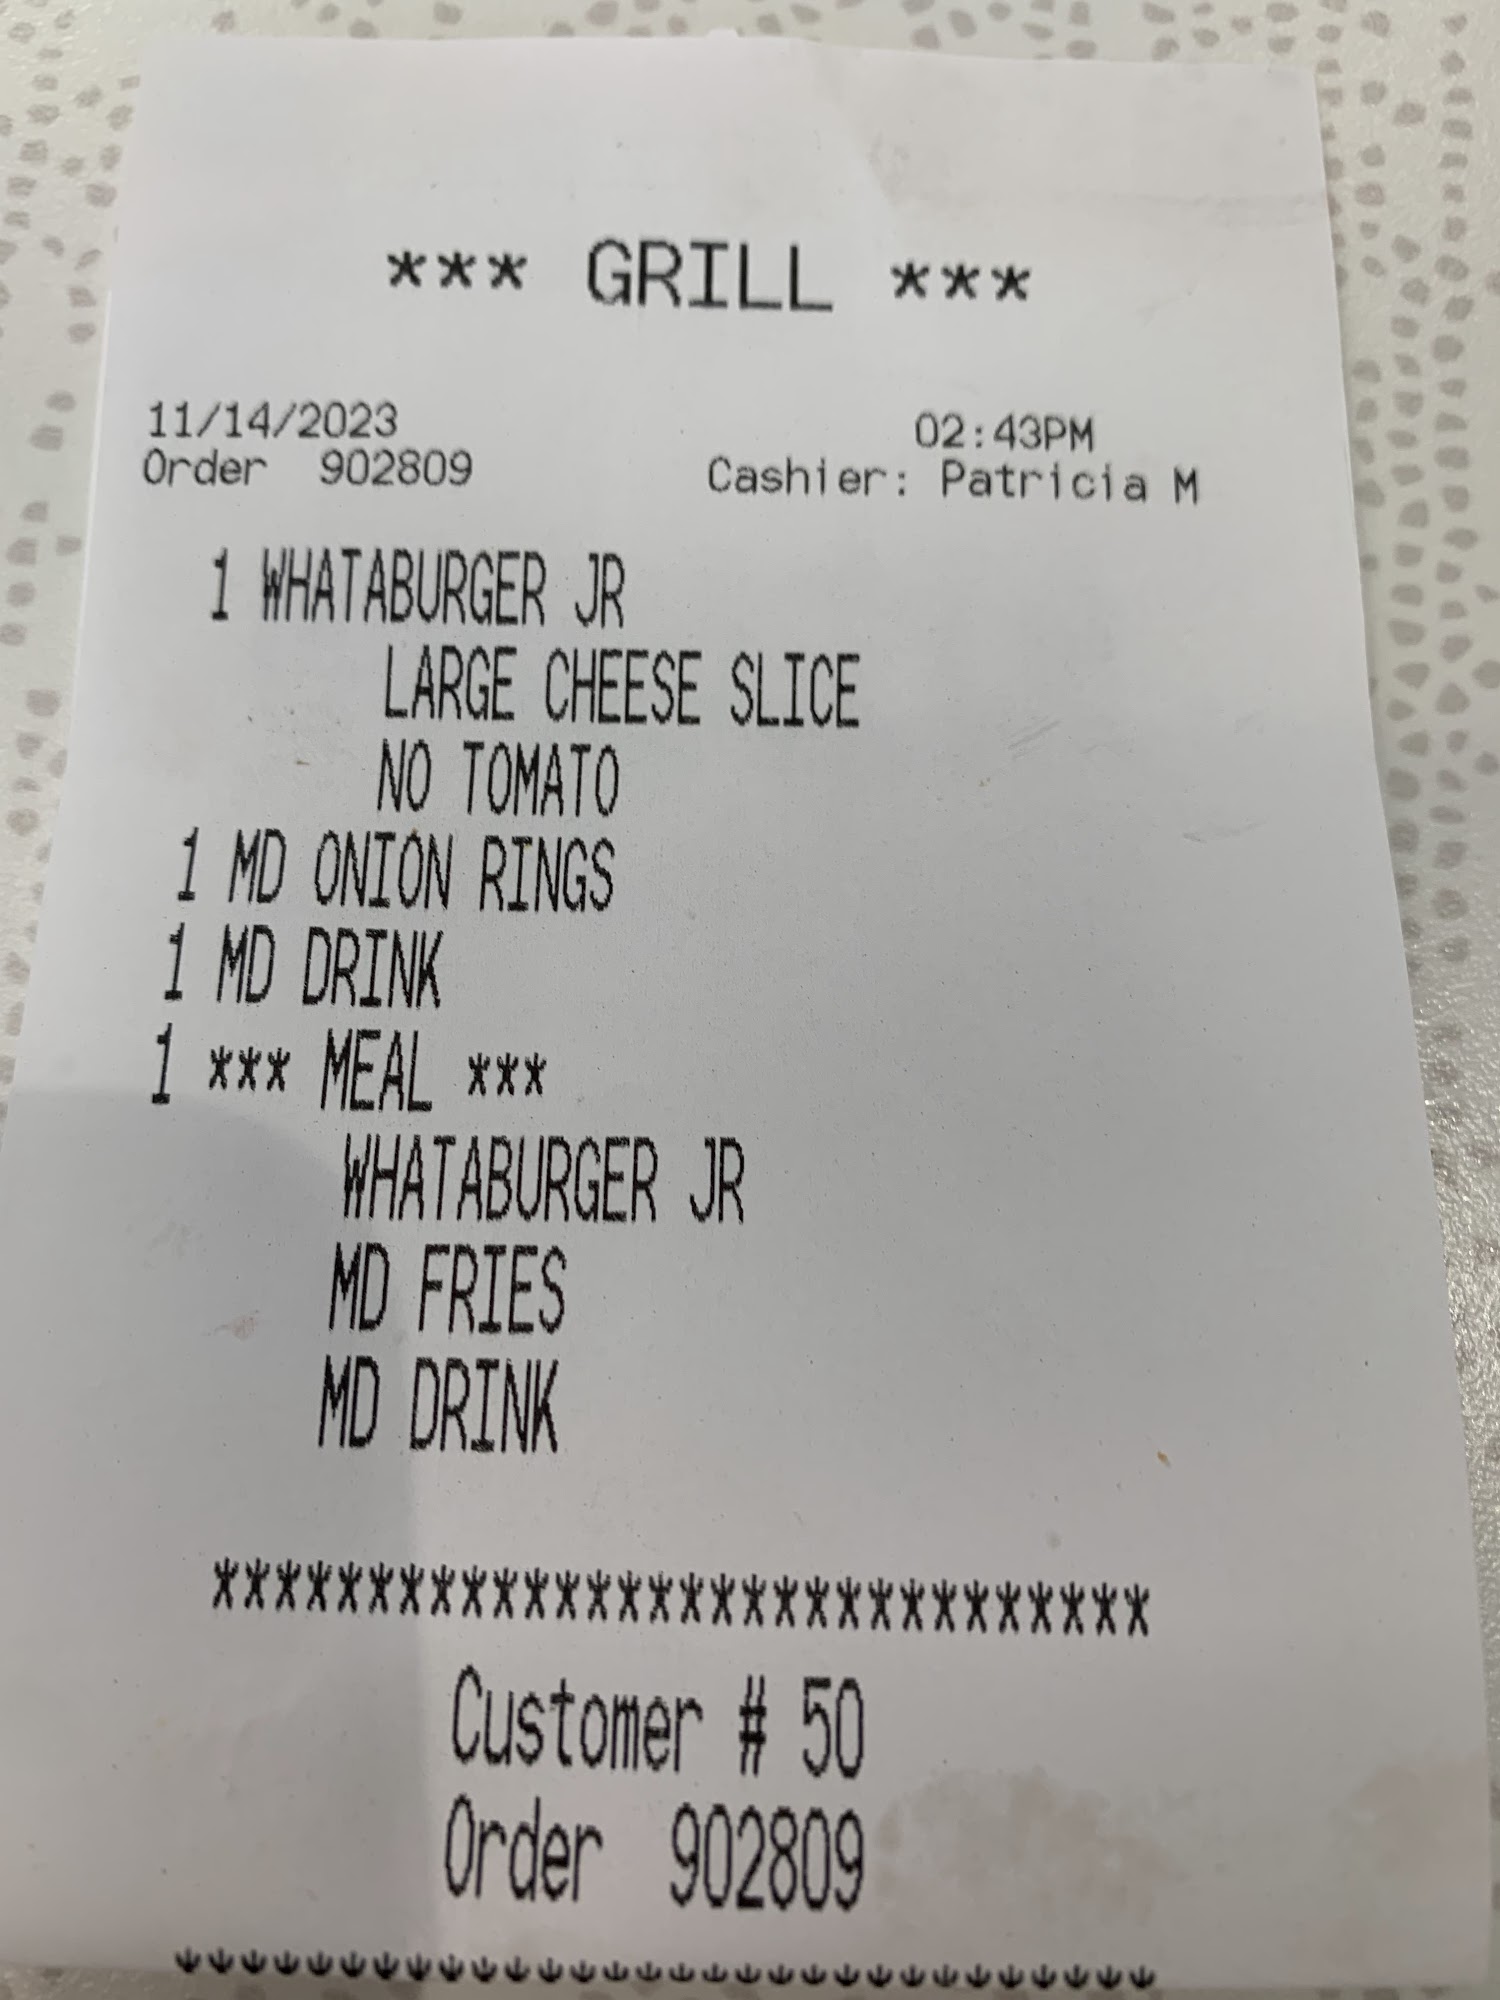 *** GRILL ***
11/14/2023 02:43PM
Order 902809 Cashier: Patricia M
1 WHATABURGER JR
LARGE CHEESE SLICE
NO TOMATO
1 MD ONION RINGS
1 MD DRINK
1 *** MEAL ***
WHATABURGER JR
MD FRIES
MD DRINK
******************************
Customer # 50
Order 902809
******************************